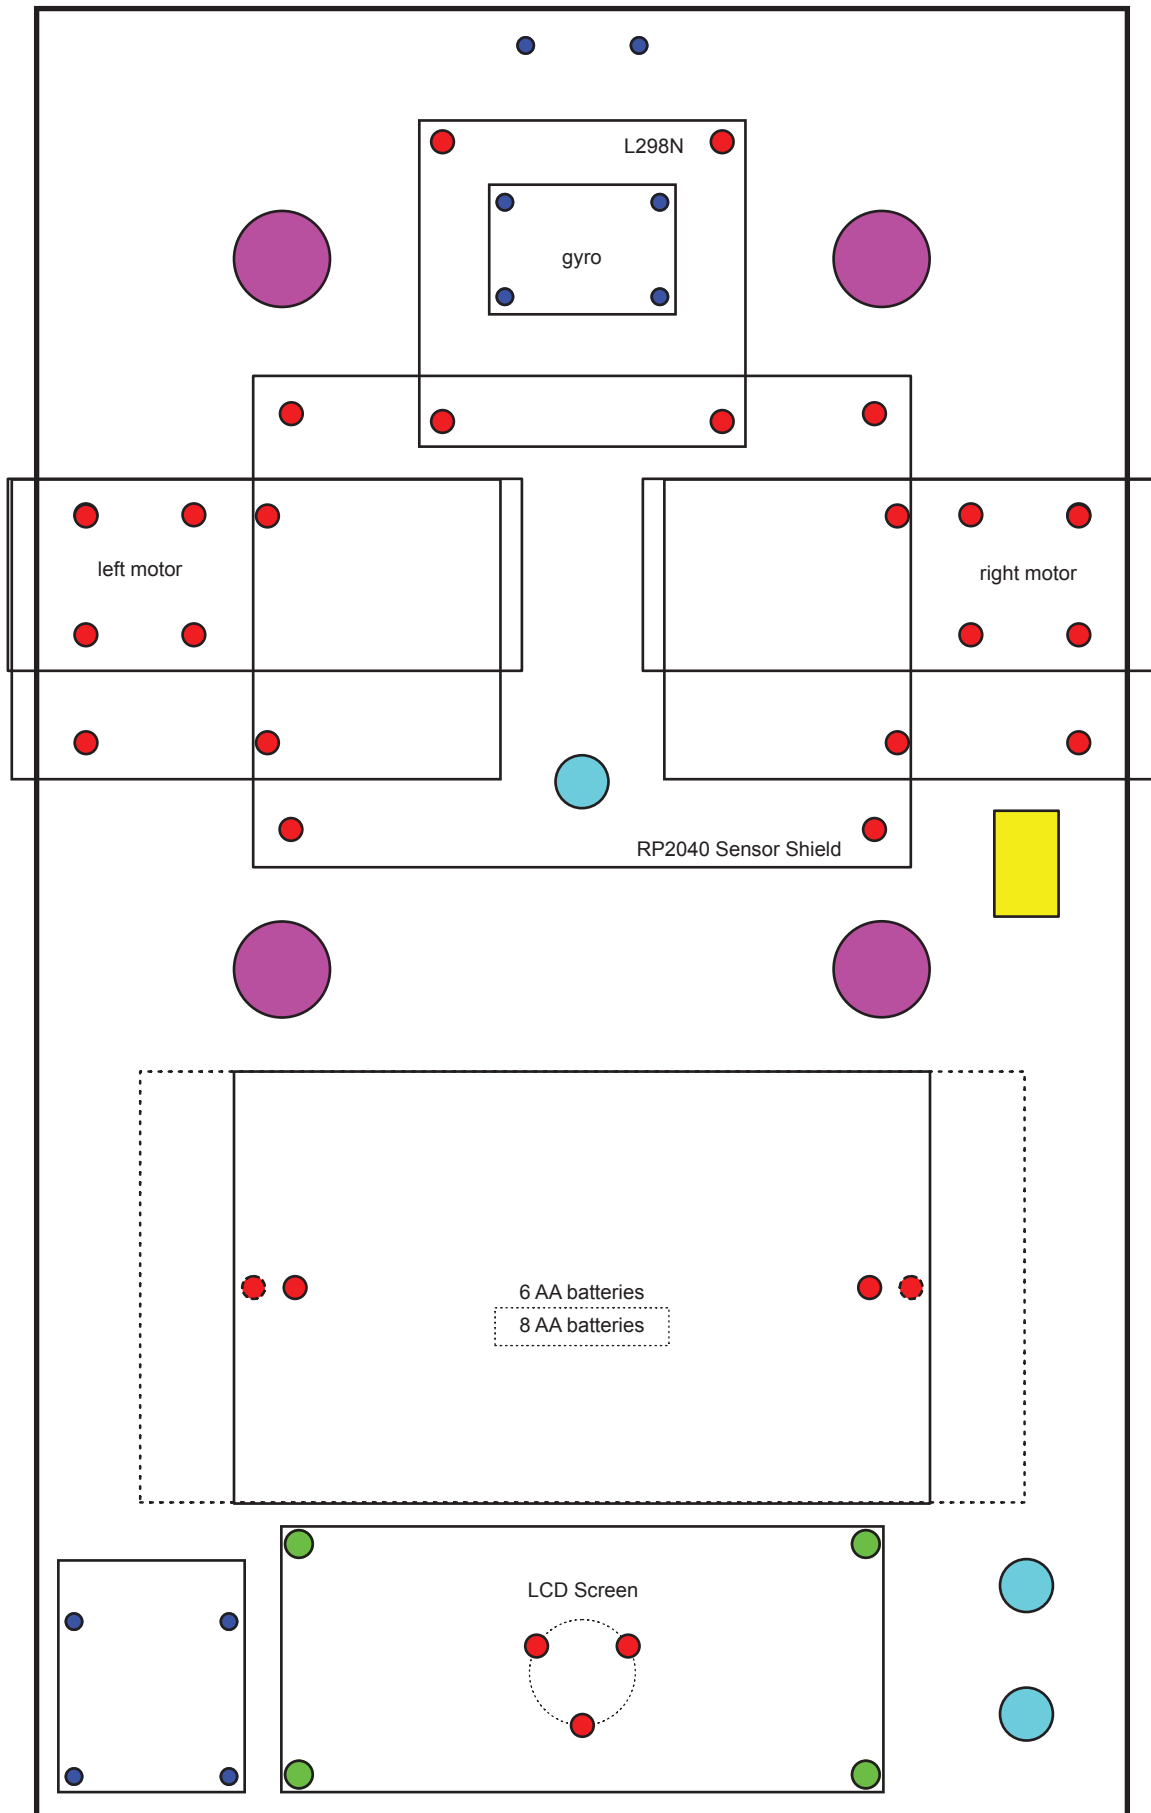 L298N
gyro
left motor
right motor
RP2040 Sensor Shield
6 AA batteries
8 AA batteries
LCD Screen